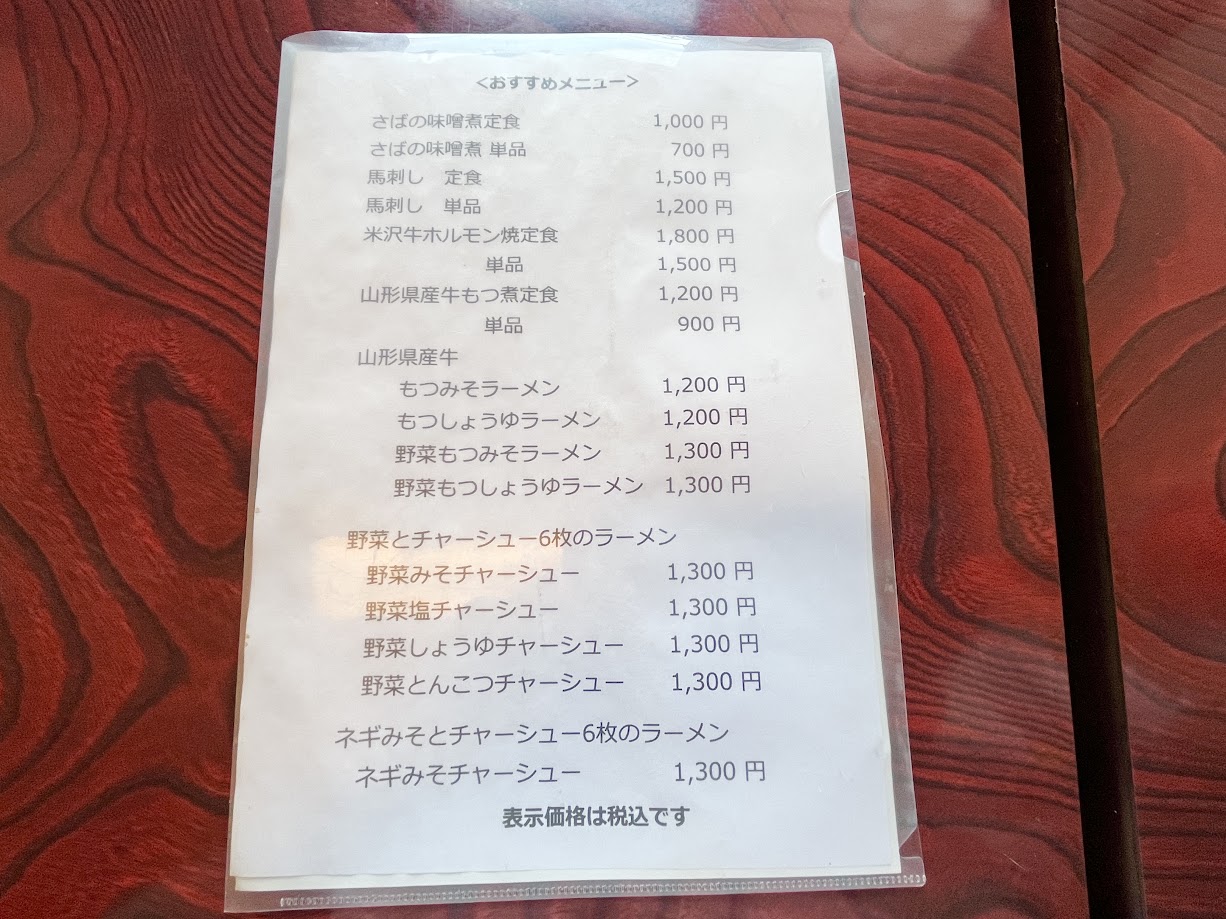 <おすすめメニュー>
さばの味噌煮定食 1,000 円
さばの味噌煮 単品 700 円
馬刺し 定食 1,500 円
馬刺し 単品 1,200 円
米沢牛ホルモン焼定食 1,800 円
単品 1,500 円
山形県産牛もつ煮定食 1,200 円
単品 900 円
山形県産牛
もつみそラーメン 1,200 円
もつしょうゆラーメン 1,200 円
野菜もつみそラーメン 1,300 円
野菜もつしょうゆラーメン 1,300 円
野菜とチャーシュー6枚のラーメン
野菜みそチャーシュー 1,300 円
野菜塩チャーシュー 1,300 円
野菜しょうゆチャーシュー 1,300 円
野菜とんこつチャーシュー 1,300 円
ネギみそとチャーシュー6枚のラーメン
ネギみそチャーシュー 1,300 円
表示価格は税込です